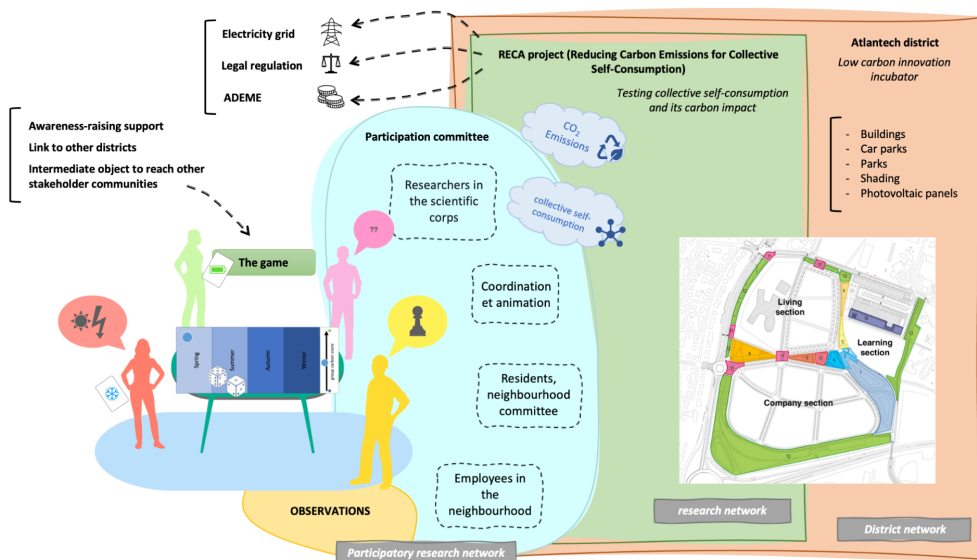 Electricity grid
Legal regulation
ADEME
RECA project (Reducing Carbon Emissions for Collective
Self-Consumption)
Testing collective self-consumption
and its carbon impact
Atlantech district
Low carbon innovation
incubator
- Buildings
- Car parks
- Parks
- Shading
- Photovoltaic panels
Awareness-raising support
Link to other districts
Intermediate object to reach other
stakeholder communities
Participation committee
CO2
Emissions
collective self-
consumption
Researchers in
the scientific
corps
Coordination
et animation
Residents,
neighbourhood
committee
Employees in
the
neighbourhood
??
The game
Spring
Summer
Autumn
Winter
Living
section
Learning
section
Company section
OBSERVATIONS
Participatory research network
research network
District network